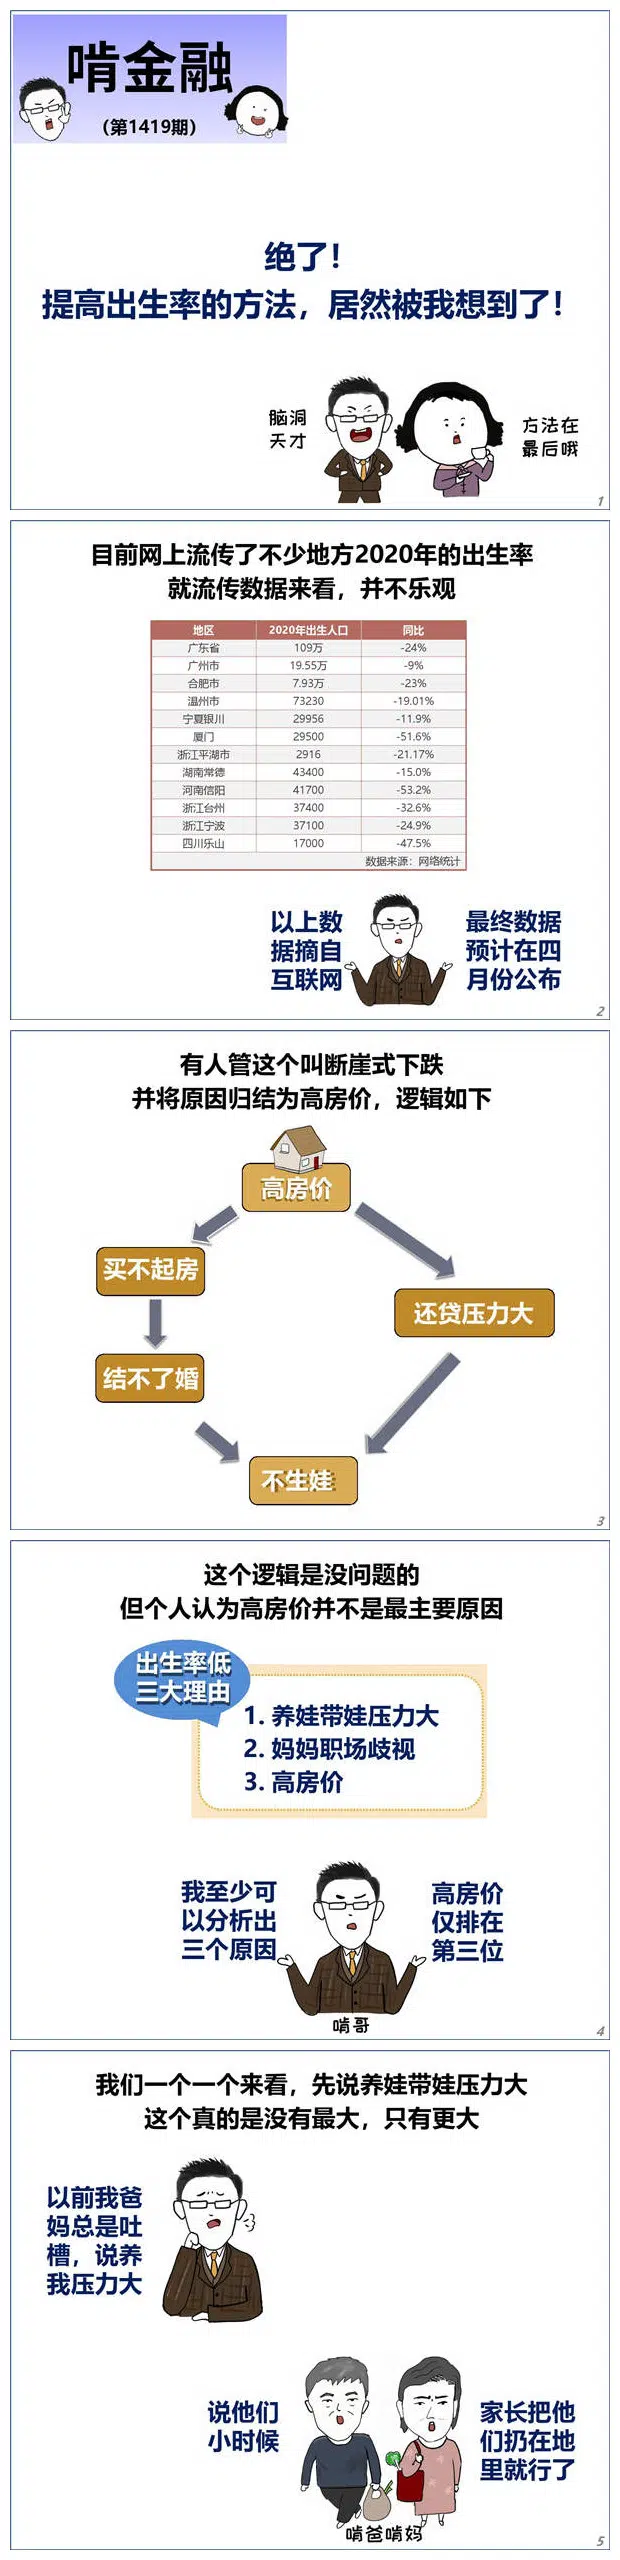 啃金融
（第1419期）
绝了！
提高出生率的方法，居然被我想到了！
脑洞
天才
方法在
最后哦
1
目前网上流传了不少地方2020年的出生率
就流传数据来看，并不乐观
地区 2020年出生人口 同比
广东省 109万 -24%
广州市 19.55万 -9%
合肥市 7.93万 -23%
温州市 73230 -19.01%
宁夏银川 29956 -11.9%
厦门 29500 -51.6%
浙江平湖市 2916 -21.17%
湖南常德 43400 -15.0%
河南信阳 41700 -53.2%
浙江台州 37400 -32.6%
浙江宁波 37100 -24.9%
四川乐山 17000 -47.5%
数据来源：网络统计
以上数
据摘自
互联网
最终数据
预计在四
月份公布
2
有人管这个叫断崖式下跌
并将原因归结为高房价，逻辑如下
高房价
买不起房
还贷压力大
结不了婚
不生娃
3
这个逻辑是没问题的
但个人认为高房价并不是最主要原因
出生率低
三大理由
1. 养娃带娃压力大
2. 妈妈职场歧视
3. 高房价
我至少可
以分析出
三个原因
高房价
仅排在
第三位
啃哥
4
我们一个一个来看，先说养娃带娃压力大
这个真的是没有最大，只有更大
以前我爸
妈总是吐
槽，说养
我压力大
说他们
小时候
家长把他
们扔在地
里就行了
啃爸啃妈
5